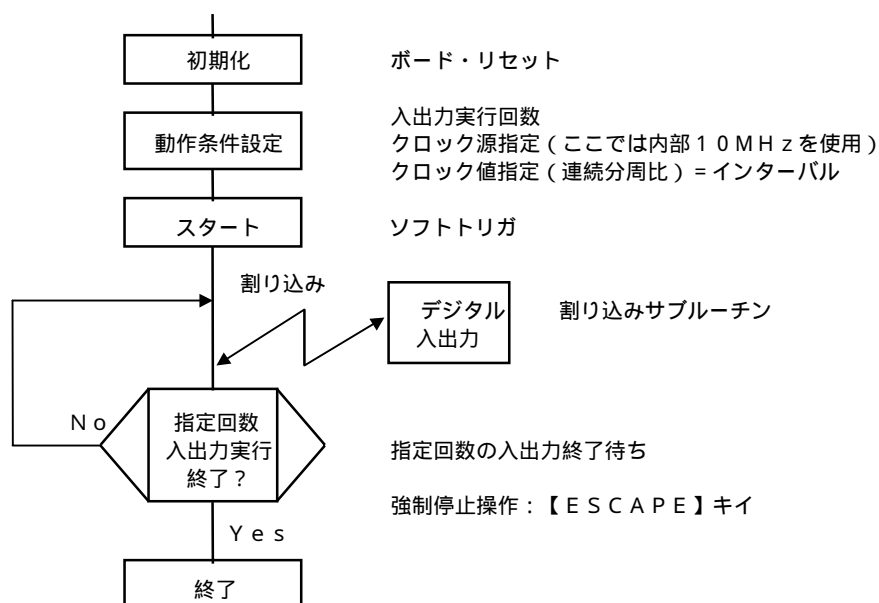 初期化
ボード・リセット
動作条件設定
入出力実行回数
クロック源指定(ここでは内部10MHzを使用)
クロック値指定(連続分周比)=インターバル
スタート
ソフトトリガ
割り込み
デジタル
入出力
割り込みサブルーチン
No
指定回数
入出力実行
終了?
指定回数の入出力終了待ち
強制停止操作:【ESCAPE】キイ
Yes
終了